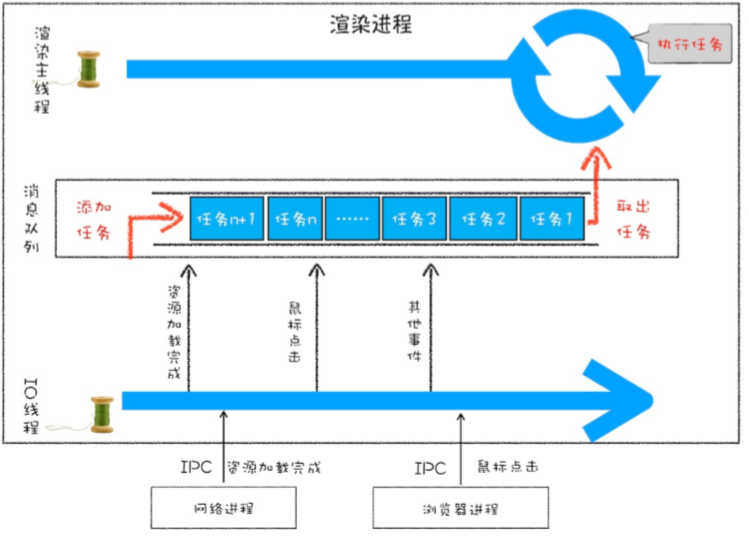 渲染进程
渲染主线程
执行任务
消息队列
添加
任务
任务n+1
任务n
……
任务3
任务2
任务1
取出
任务
资源加载完成
鼠标点击
其他事件
IO线程
IPC 资源加载完成
IPC 鼠标点击
网络进程
浏览器进程